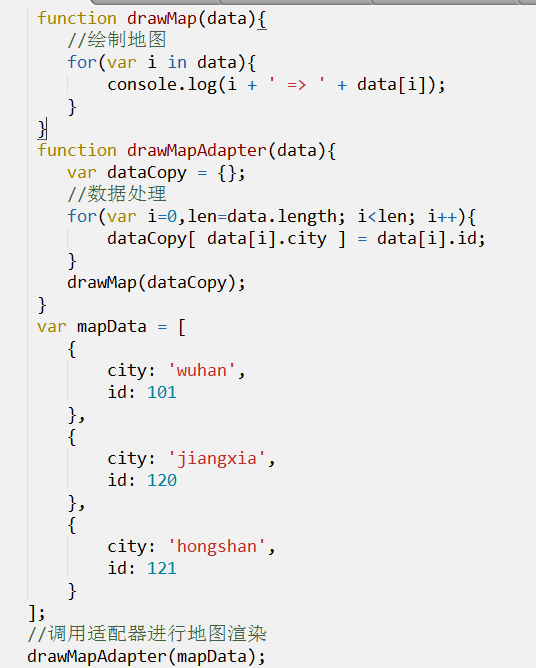 function drawMap(data){
//绘制地图
for(var i in data){
console.log(i + ' => ' + data[i]);
}
}
function drawMapAdapter(data){
var dataCopy = {};
//数据处理
for(var i=0,len=data.length; i<len; i++){
dataCopy[ data[i].city ] = data[i].id;
}
drawMap(dataCopy);
}
var mapData = [
{
city: 'wuhan',
id: 101
},
{
city: 'jiangxia',
id: 120
},
{
city: 'hongshan',
id: 121
}
];
//调用适配器进行地图渲染
drawMapAdapter(mapData);